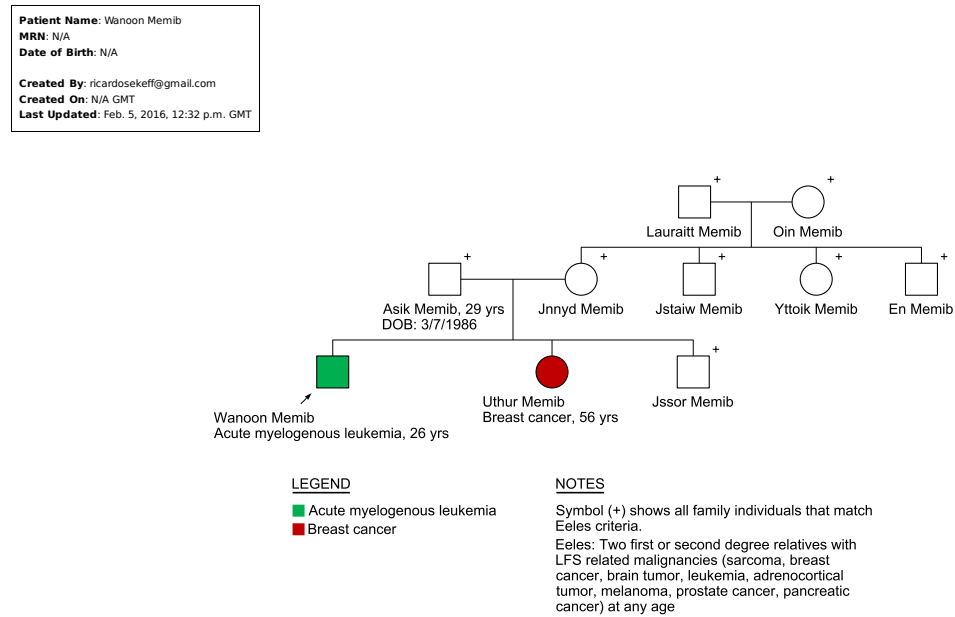 Patient Name: Wanoon Memib
MRN: N/A
Date of Birth: N/A
Created By: ricardosekeff@gmail.com
Created On: N/A GMT
Last Updated: Feb. 5, 2016, 12:32 p.m. GMT
+ +
Lauraitt Memib Oin Memib
+ + + + +
Asik Memib, 29 yrs Jnnyd Memib Jstaiw Memib Yttoik Memib En Memib
DOB: 3/7/1986
+
Uthur Memib Jssor Memib
Breast cancer, 56 yrs
Wanoon Memib
Acute myelogenous leukemia, 26 yrs
LEGEND
Acute myelogenous leukemia
Breast cancer
NOTES
Symbol (+) shows all family individuals that match
Eeles criteria.
Eeles: Two first or second degree relatives with
LFS related malignancies (sarcoma, breast
cancer, brain tumor, leukemia, adrenocortical
tumor, melanoma, prostate cancer, pancreatic
cancer) at any age